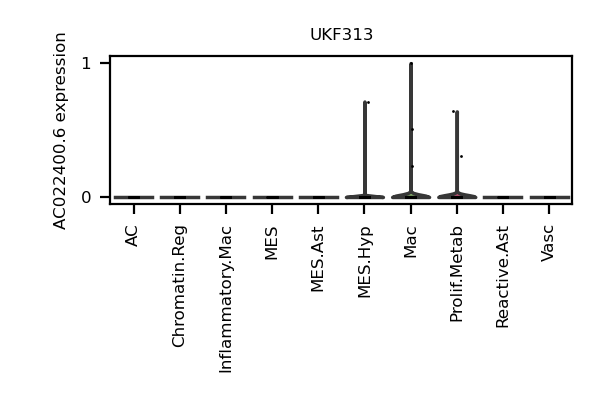 UKF313
AC022400.6 expression
1
0
AC
Chromatin.Reg
Inflammatory.Mac
MES
MES.Ast
MES.Hyp
Mac
Prolif.Metab
Reactive.Ast
Vasc